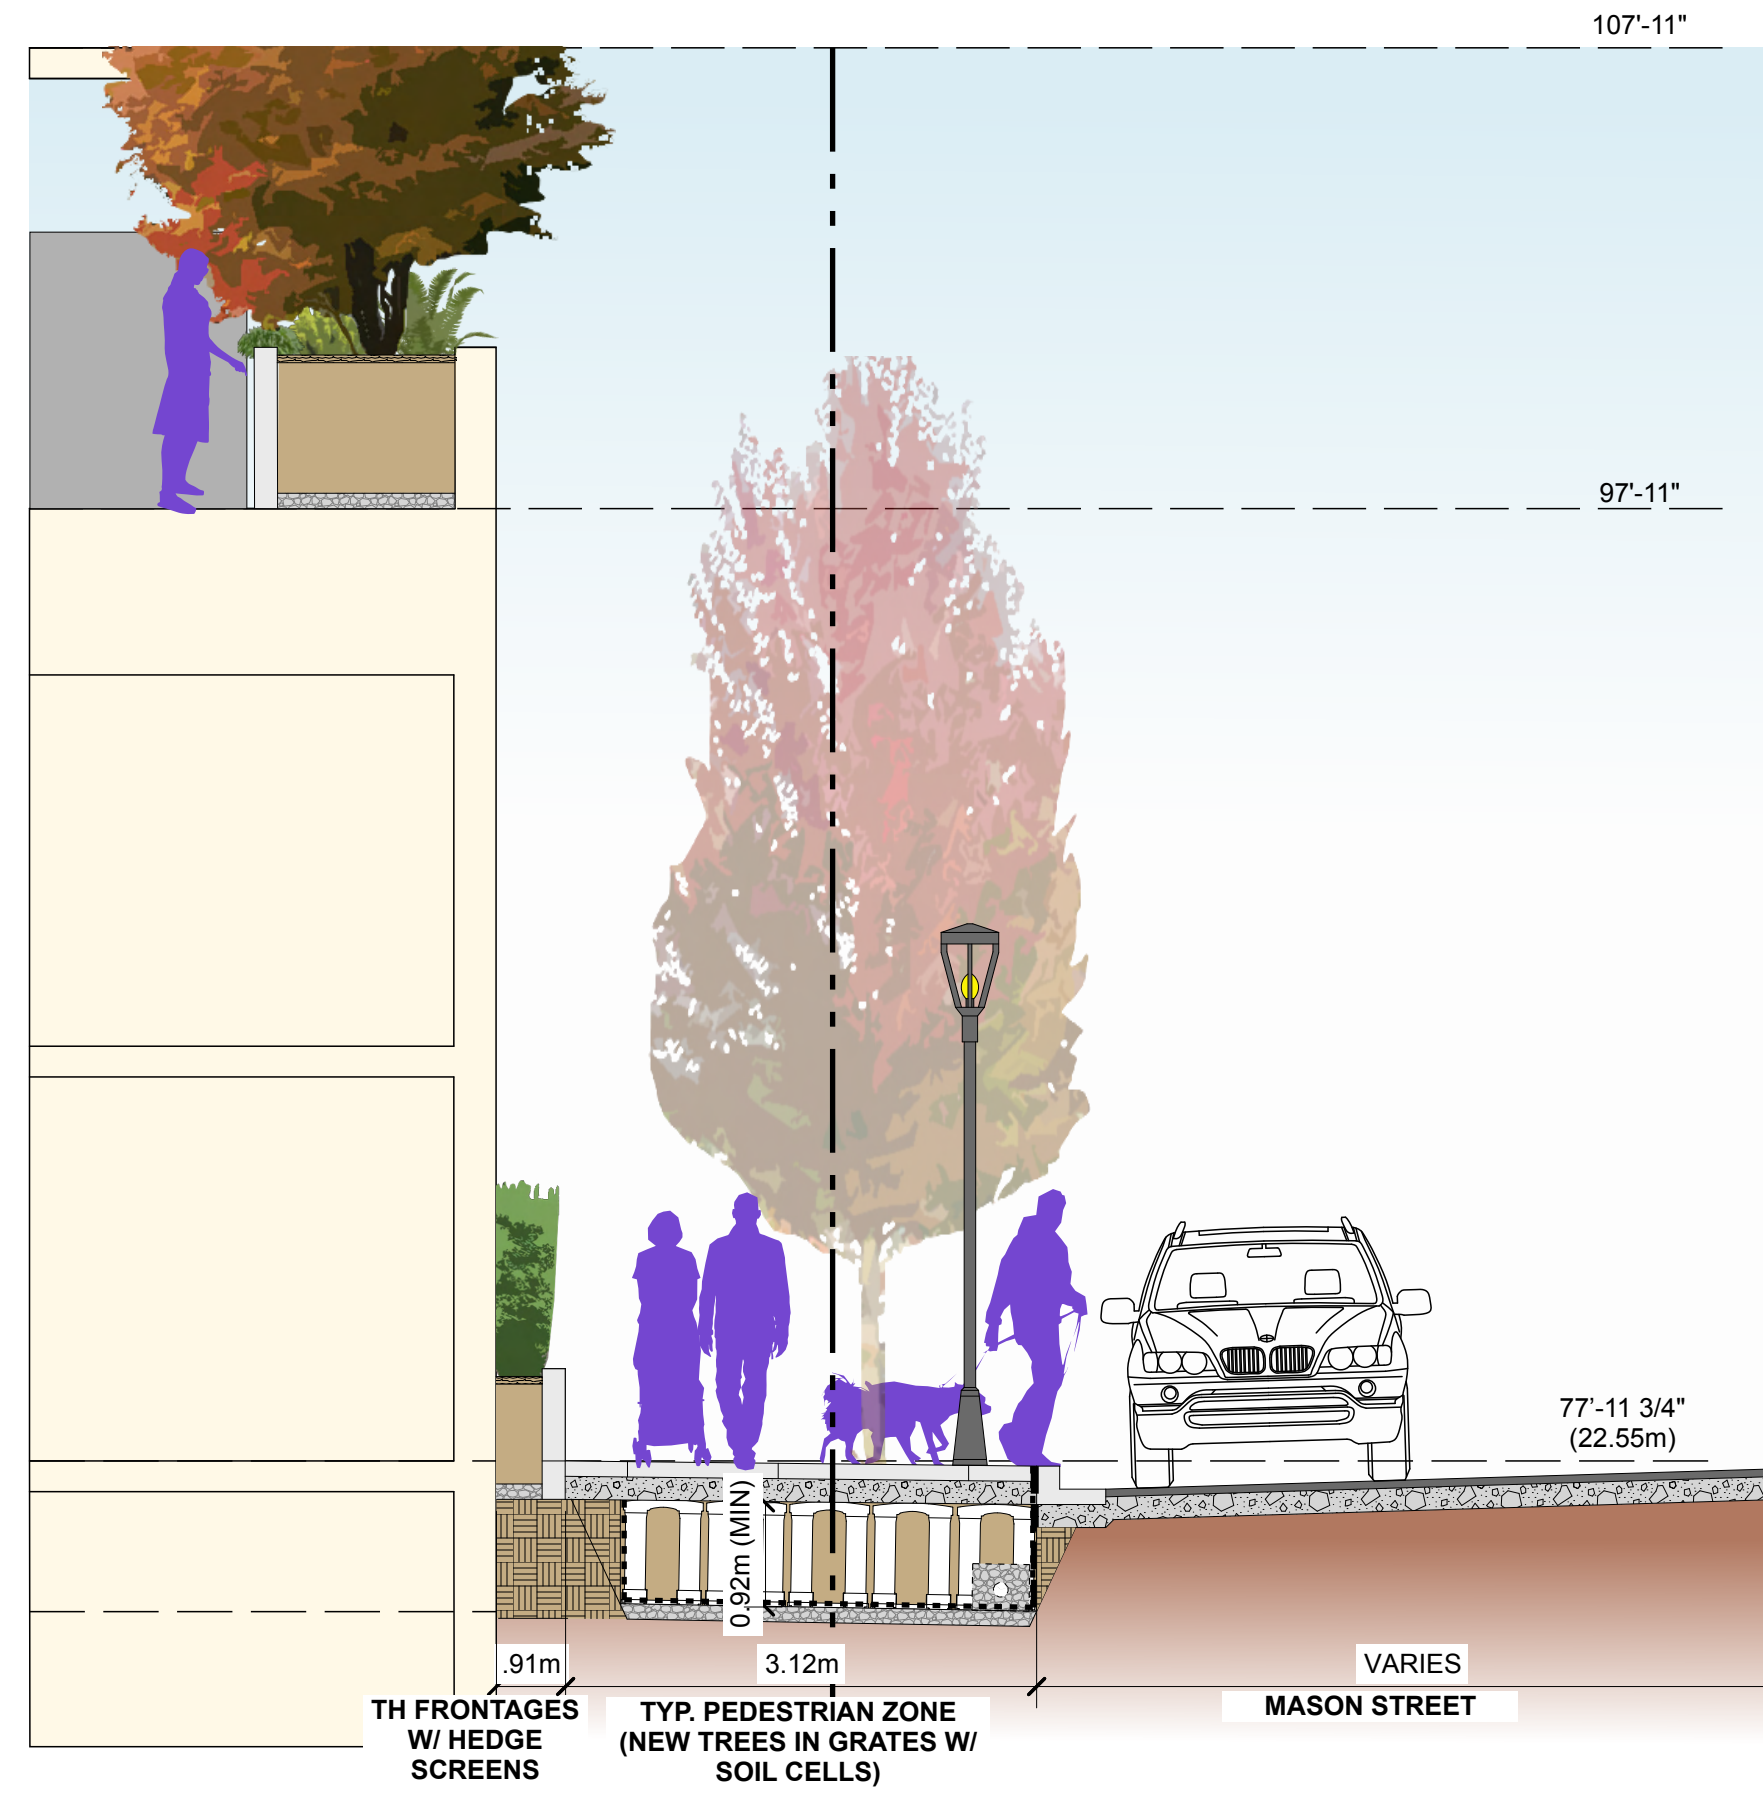 107'-11"
97'-11"
77'-11 3/4"
(22.55m)
0.92m (MIN)
.91m
3.12m
VARIES
TH FRONTAGES
W/ HEDGE
SCREENS
TYP. PEDESTRIAN ZONE
(NEW TREES IN GRATES W/
SOIL CELLS)
MASON STREET